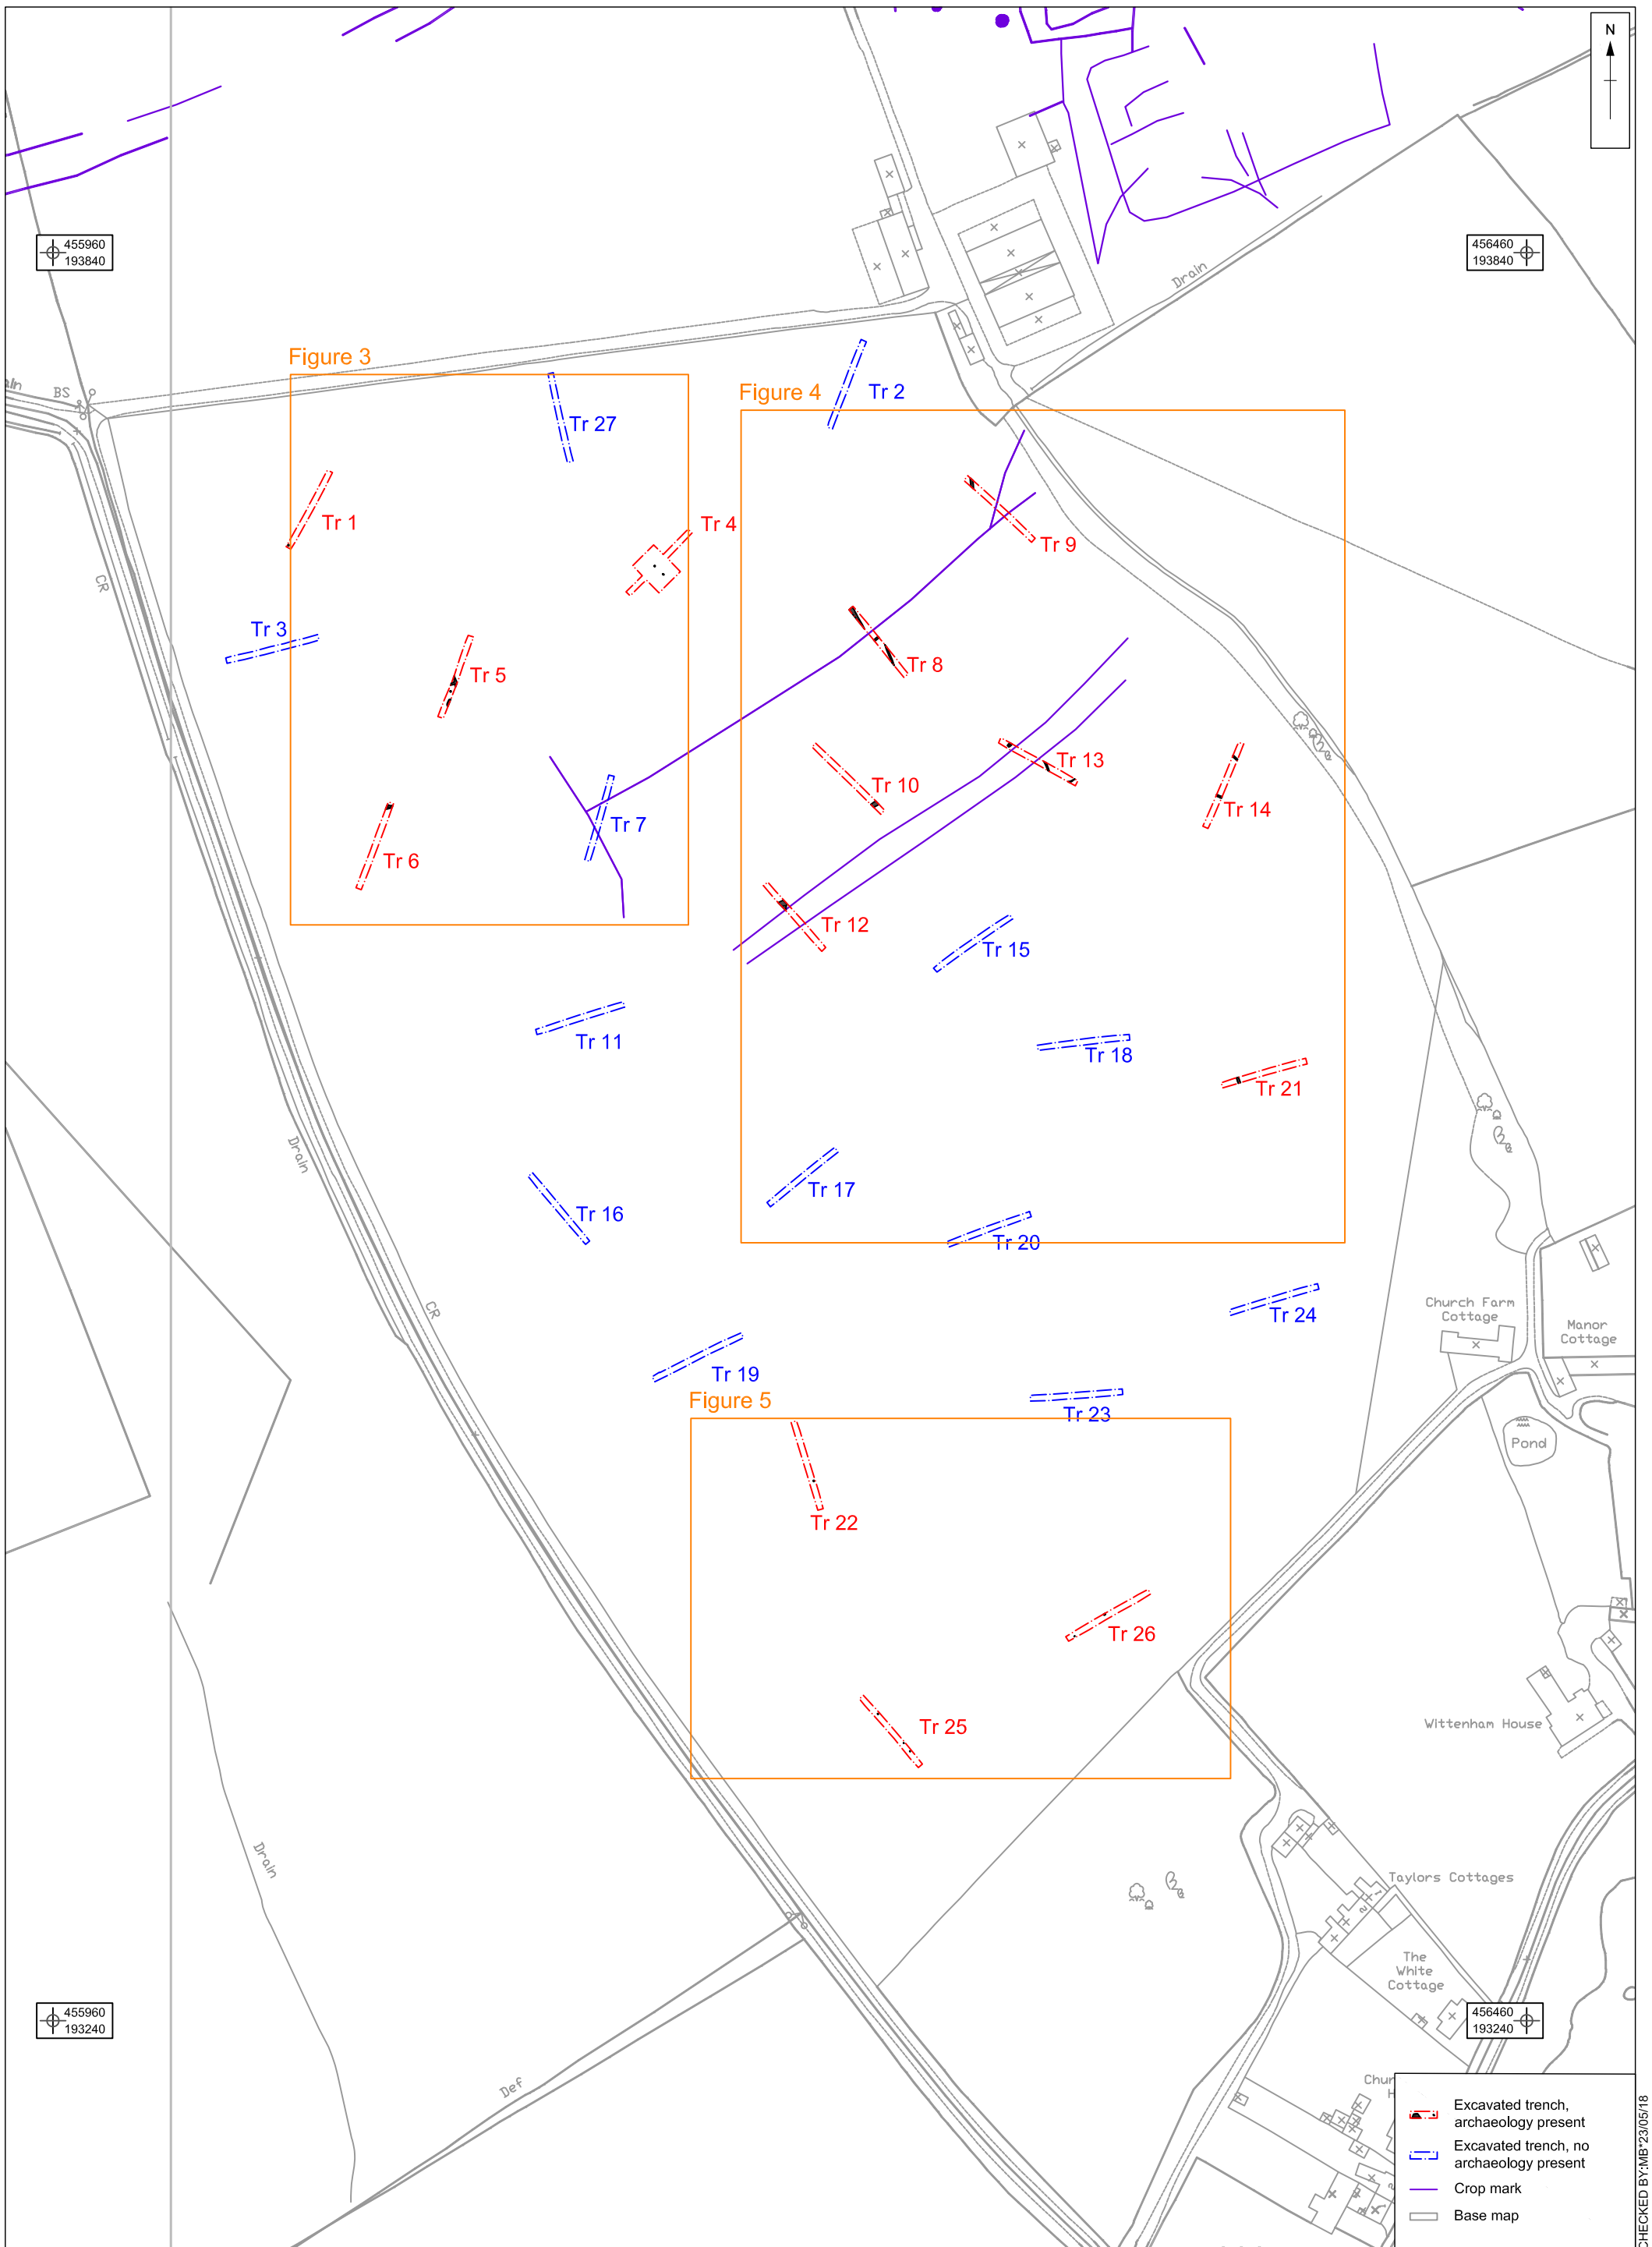 N
455960
193840
456460
193840
Drain
Figure 3
BS
Tr 27
Tr 2
Figure 4
Tr 1
Tr 4
Tr 9
CR
Tr 3
Tr 5
Tr 8
Tr 13
Tr 10
Tr 14
Tr 7
Tr 6
Tr 12
Tr 15
Tr 11
Tr 18
Tr 21
Drain
Tr 17
Tr 16
Tr 20
CR
Church Farm
Cottage
Manor
Cottage
Tr 24
Tr 19
Figure 5
Tr 23
Pond
Tr 22
Tr 26
Wittenham House
Tr 25
Drain
Taylors Cottages
2
1
The
White
Cottage
455960
193240
456460
193240
Def
Excavated trench,
archaeology present
Excavated trench, no
archaeology present
Crop mark
Base map
CHECKED BY:MB*23/05/18